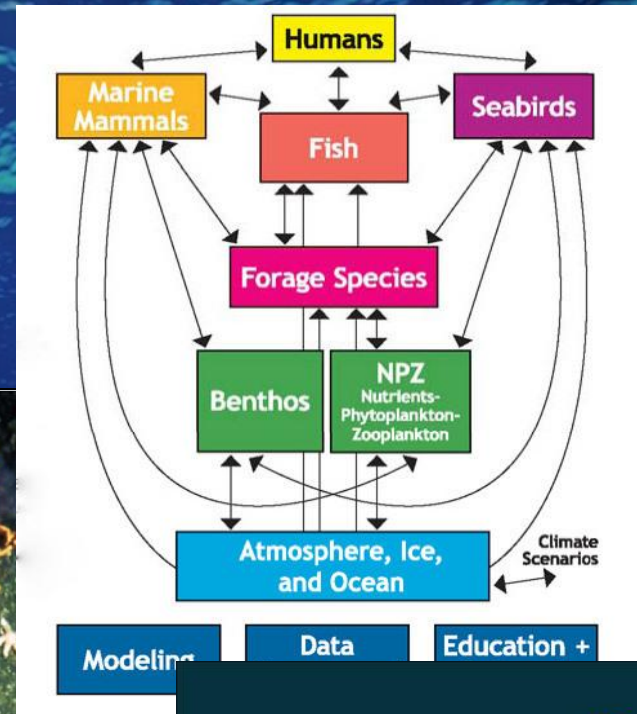 Humans
Marine
Mammals
Seabirds
Fish
Forage Species
Benthos
NPZ
Nutrients-
Phytoplankton-
Zooplankton
Atmosphere, Ice,
and Ocean
Climate
Scenarios
Modeling
Data
Education +